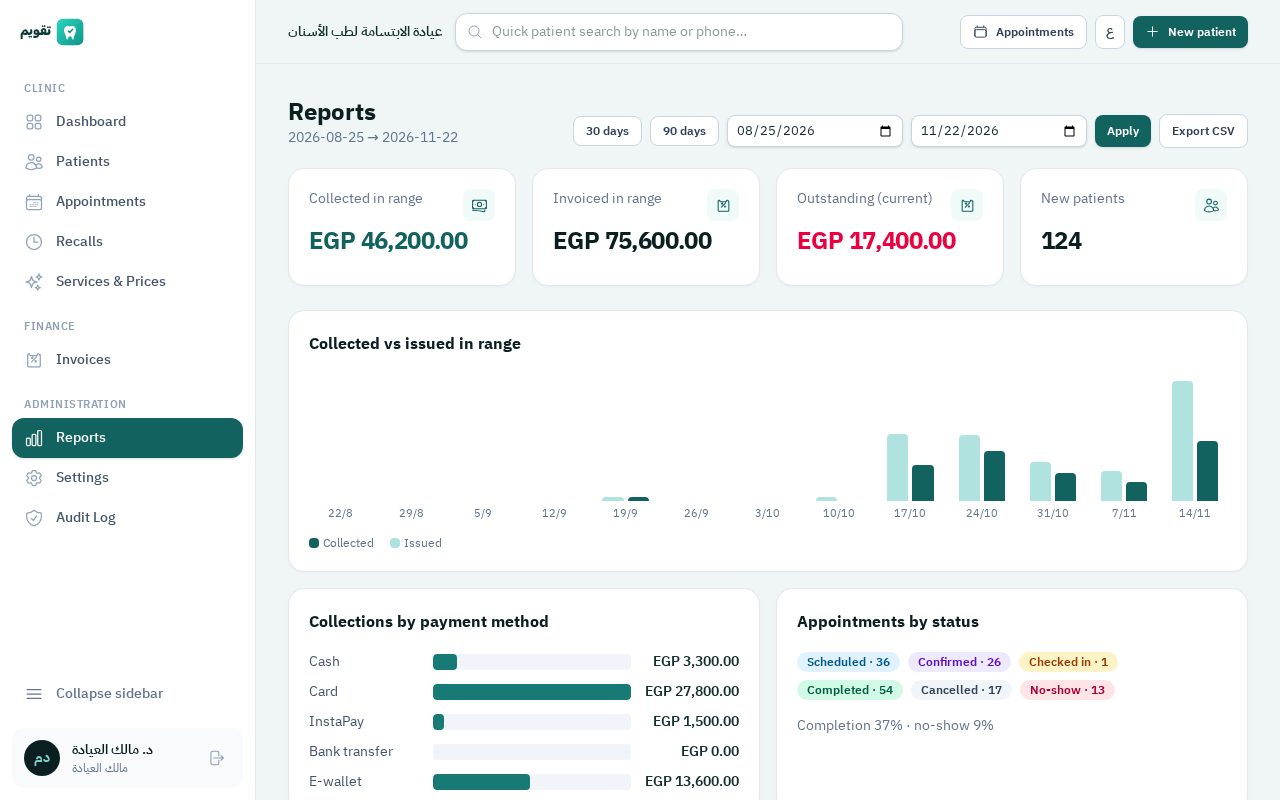 تقويم
CLINIC
Dashboard
Patients
Appointments
Recalls
Services & Prices
FINANCE
Invoices
ADMINISTRATION
Reports
Settings
Audit Log
Collapse sidebar
دم
د. مالك العيادة
مالك العيادة
عيادة الابتسامة لطب الأسنان
Quick patient search by name or phone...
Appointments
ع
New patient
Reports
2026-08-25 → 2026-11-22
30 days
90 days
08/25/2026
11/22/2026
Apply
Export CSV
Collected in range
EGP 46,200.00
Invoiced in range
EGP 75,600.00
Outstanding (current)
EGP 17,400.00
New patients
124
Collected vs issued in range
22/8 29/8 5/9 12/9 19/9 26/9 3/10 10/10 17/10 24/10 31/10 7/11 14/11
Collected Issued
Collections by payment method
Cash EGP 3,300.00
Card EGP 27,800.00
InstaPay EGP 1,500.00
Bank transfer EGP 0.00
E-wallet EGP 13,600.00
Appointments by status
Scheduled · 36 Confirmed · 26 Checked in · 1
Completed · 54 Cancelled · 17 No-show · 13
Completion 37% · no-show 9%